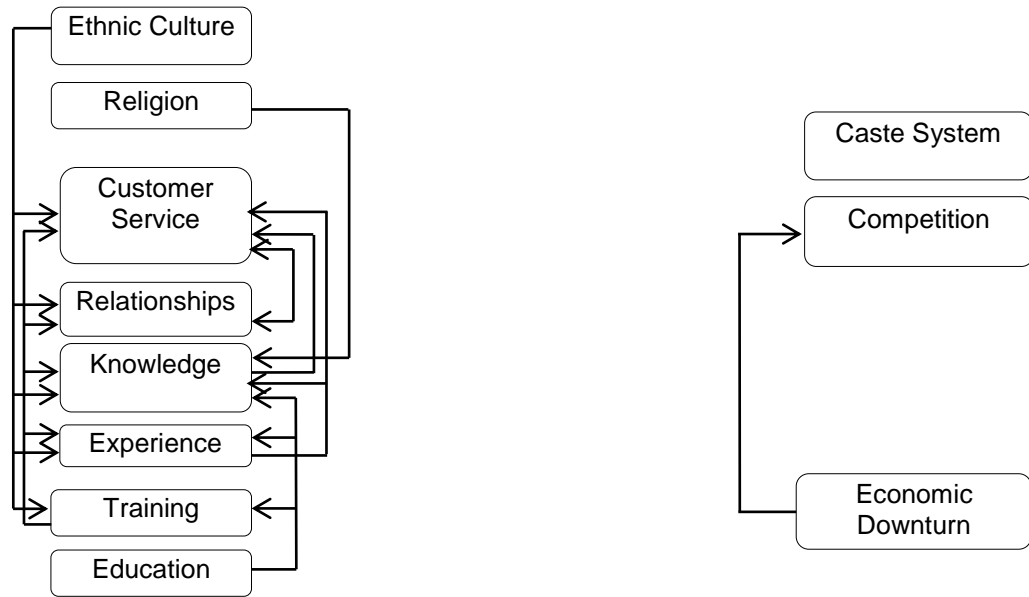 Ethnic Culture
Religion
Customer
Service
Relationships
Knowledge
Experience
Training
Education
Caste System
Competition
Economic
Downturn